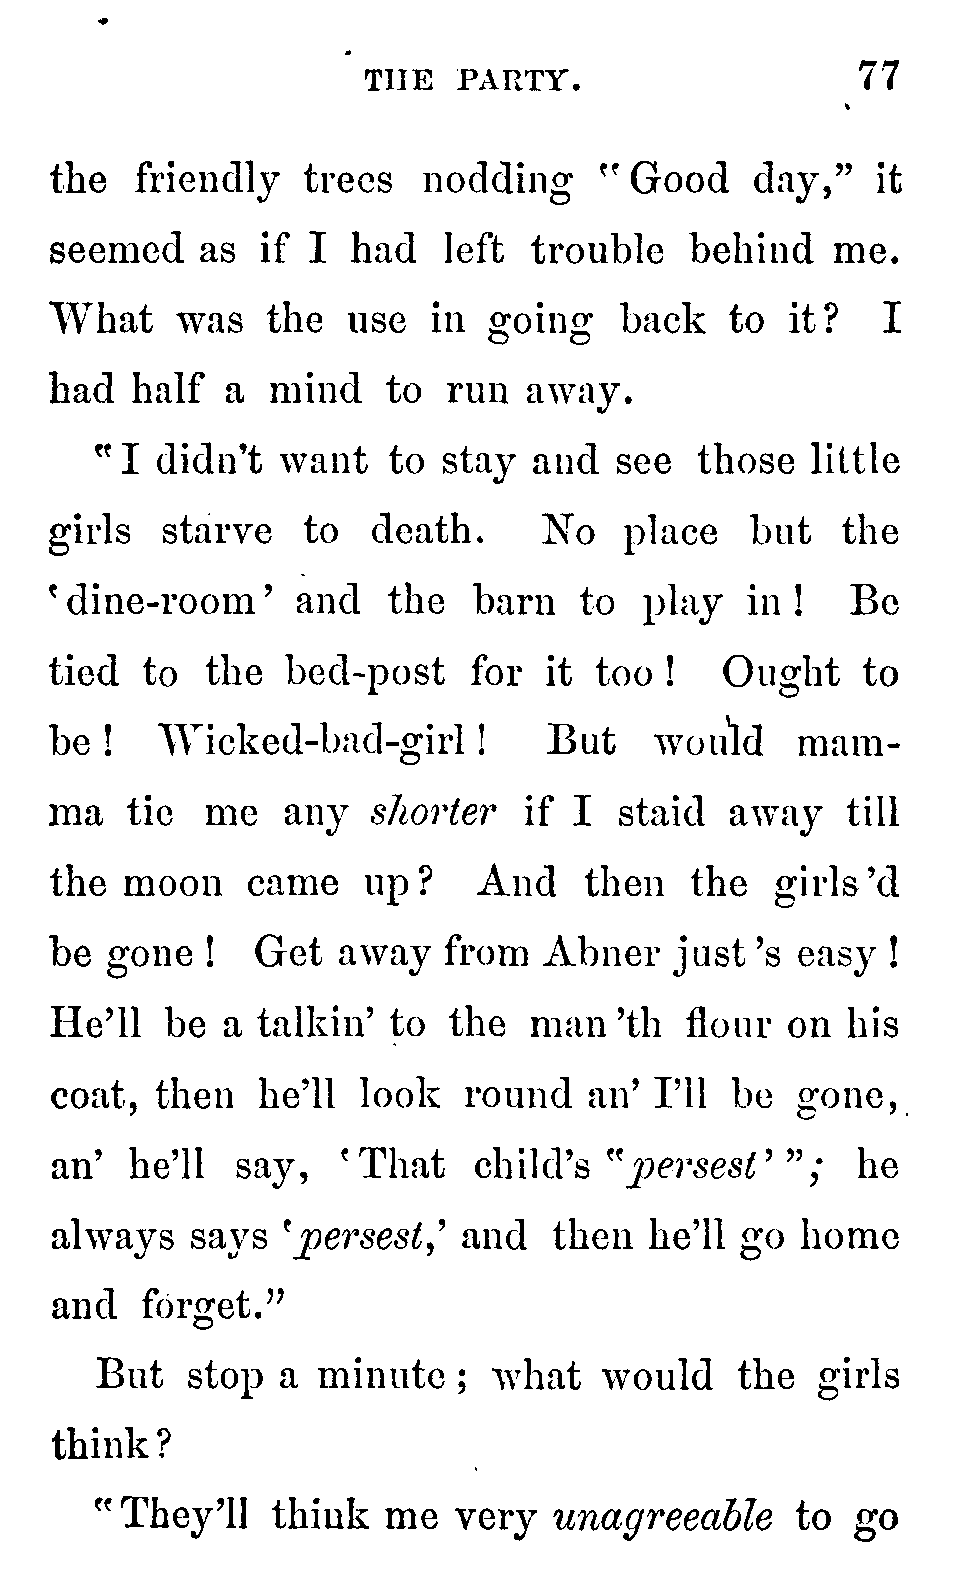 THE PARTY. 77
the friendly trees nodding "Good day," it
seemed as if I had left trouble behind me.
What was the use in going back to it? I
had half a mind to run away.
"I didn't want to stay and see those little
girls starve to death. No place but the
'dine-room' and the barn to play in! Be
tied to the bed-post for it too! Ought to
be! Wicked-bad-girl! But would mam-
ma tie me any shorter if I staid away till
the moon came up? And then the girls'd
be gone! Get away from Abner just 's easy!
He'll be a talkin' to the man 'th flour on his
coat, then he'll look round an' I'll be gone,
an' he'll say, 'That child's "persest'"; he
always says 'persest,' and then he'll go home
and forget."
But stop a minute; what would the girls
think?
"They'll think me very unagreeable to go